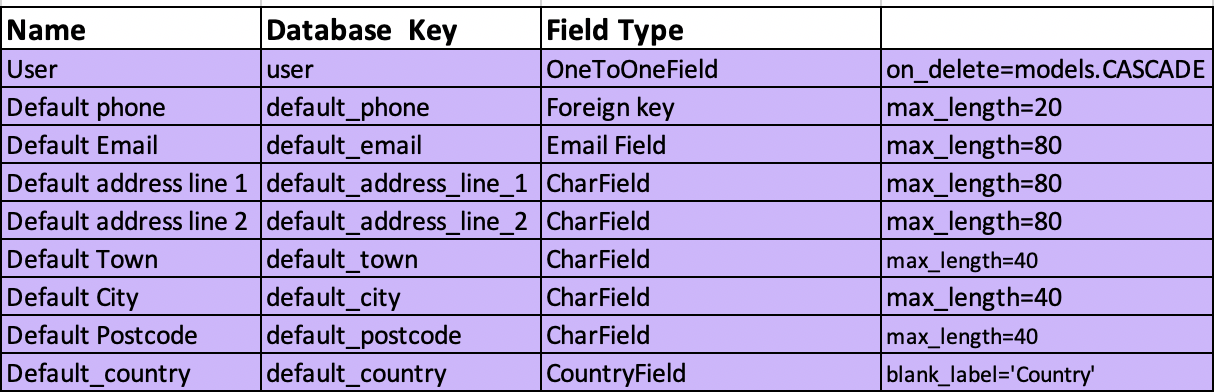 Name Database Key Field Type
User user OneToOneField on_delete=models.CASCADE
Default phone default_phone Foreign key max_length=20
Default Email default_email Email Field max_length=80
Default address line 1 default_address_line_1 CharField max_length=80
Default address line 2 default_address_line_2 CharField max_length=80
Default Town default_town CharField max_length=40
Default City default_city CharField max_length=40
Default Postcode default_postcode CharField max_length=40
Default_country default_country CountryField blank_label='Country'